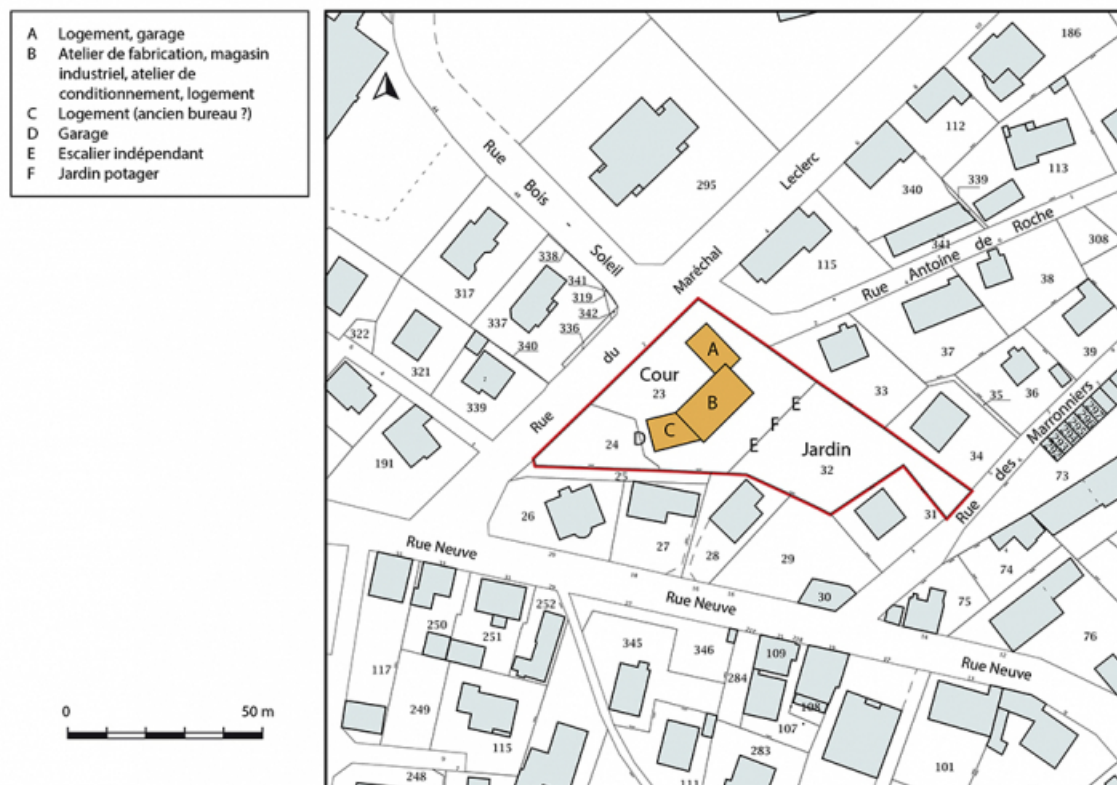 A Logement, garage
B Atelier de fabrication, magasin
industriel, atelier de
conditionnement, logement
C Logement (ancien bureau ?)
D Garage
E Escalier indépendant
F Jardin potager
0 50 m
186
112
113
295
Leclerc
340
339
Rue Bois Soleil
341
Rue Antoine de Roche
308
115
38
Maréchal
317
338
341
319
342
336
337
340
322
321
339
du
Rue
A
Cour
23
B
C
D
E
F
E
24
Jardin
32
33
37
35
36
39
34
Rue des Marronniers
73
191
25
26
27
28
29
31
30
Rue Neuve
Rue Neuve
Rue Neuve
74
75
76
250
251
252
345
346
284
109
108
107
117
249
115
248
283
111
101